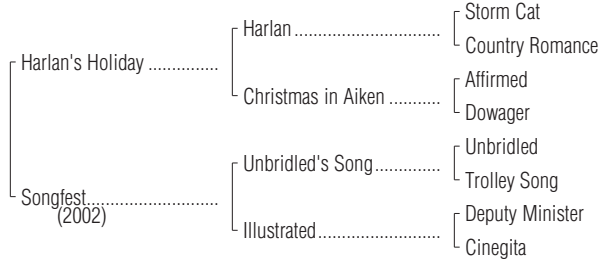 Storm Cat
Harlan
Country Romance
Harlan's Holiday
Affirmed
Christmas in Aiken
Dowager
Unbridled
Unbridled's Song
Trolley Song
Songfest
(2002)
Deputy Minister
Illustrated
Cinegita